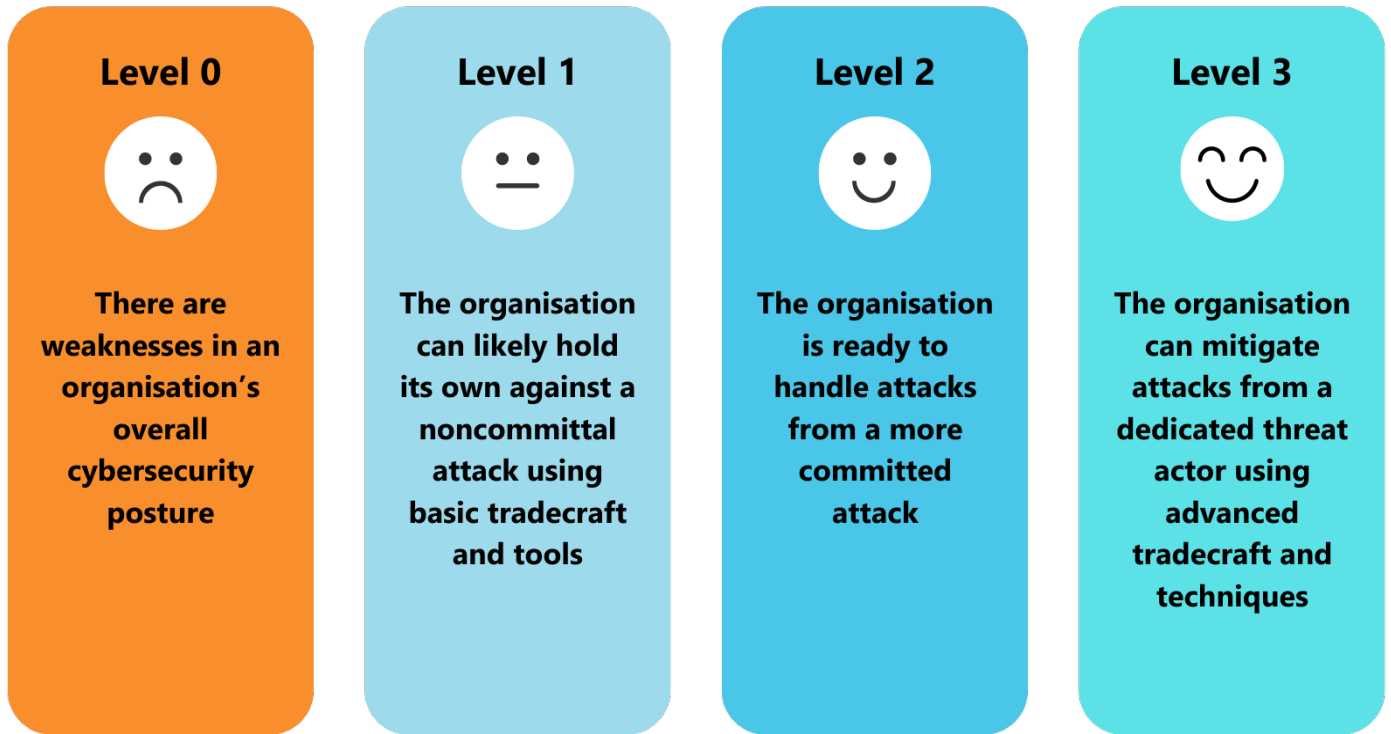 Level 0
There are
weaknesses in an
organisation’s
overall
cybersecurity
posture
Level 1
The organisation
can likely hold
its own against a
noncommittal
attack using
basic tradecraft
and tools
Level 2
The organisation
is ready to
handle attacks
from a more
committed
attack
Level 3
The organisation
can mitigate
attacks from a
dedicated threat
actor using
advanced
tradecraft and
techniques